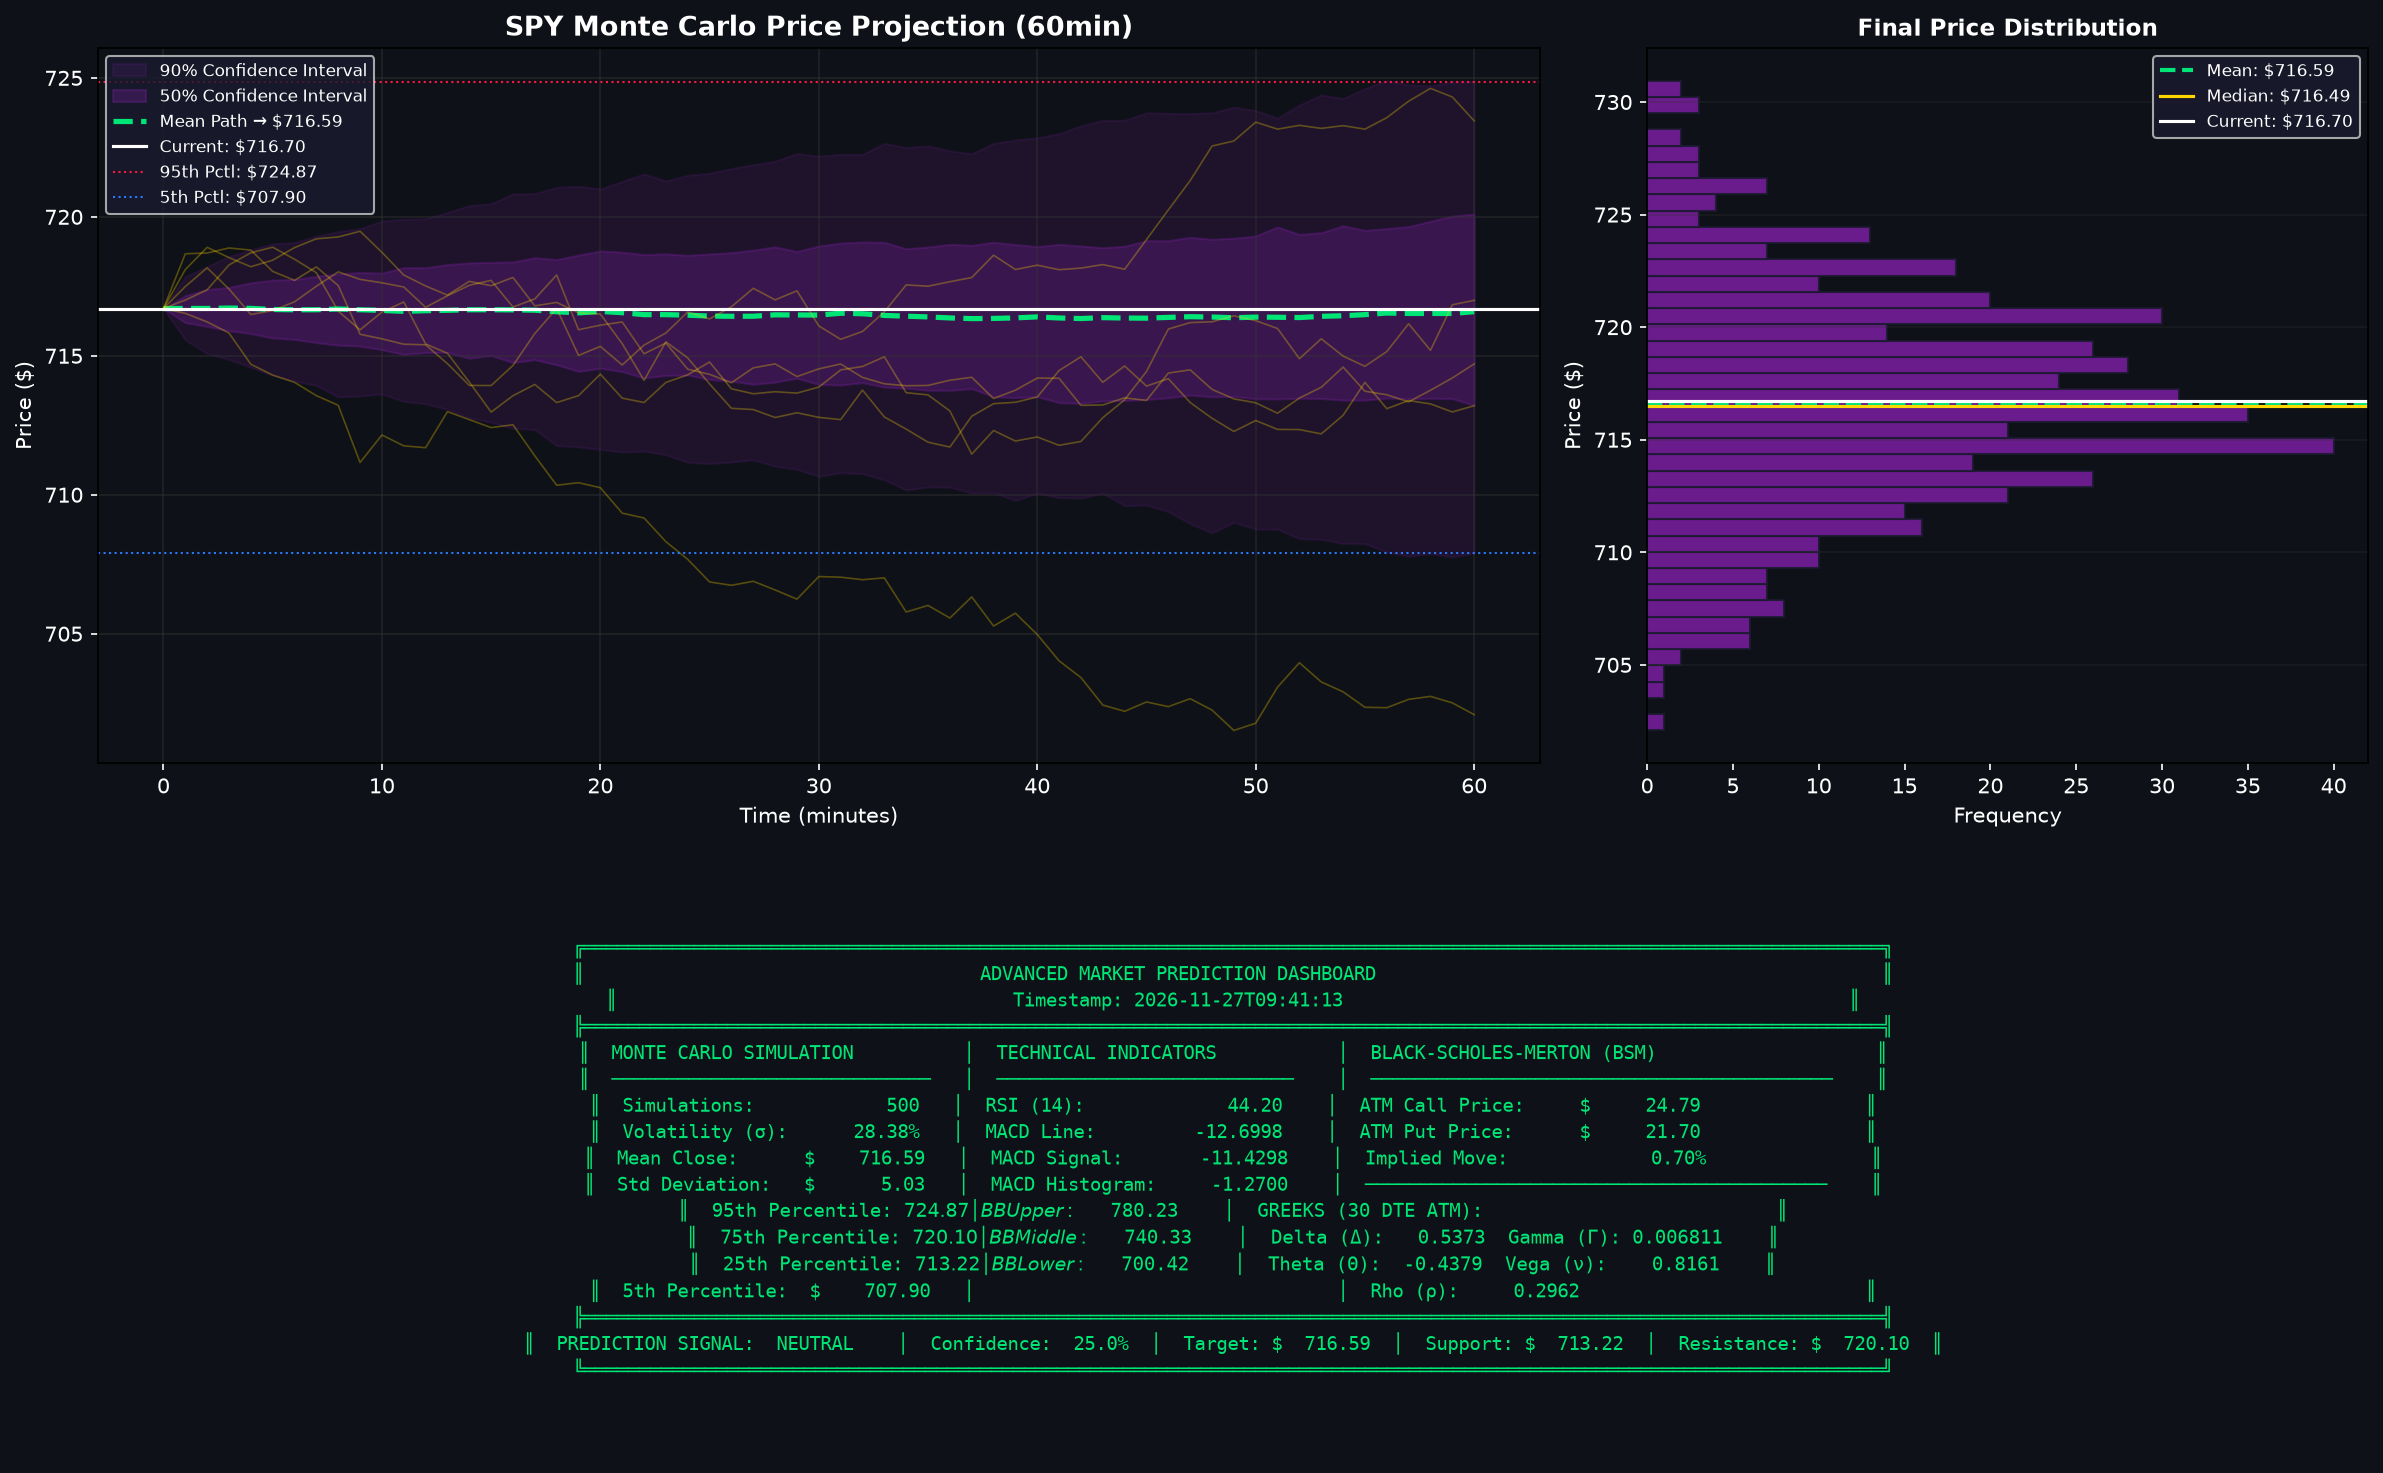 SPY Monte Carlo Price Projection (60min)
90% Confidence Interval
50% Confidence Interval
Mean Path → $716.59
Current: $716.70
95th Pctl: $724.87
5th Pctl: $707.90
Price ($)
725
720
715
710
705
0 10 20 30 40 50 60
Time (minutes)
Final Price Distribution
Mean: $716.59
Median: $716.49
Current: $716.70
Price ($)
730
725
720
715
710
705
0 5 10 15 20 25 30 35 40
Frequency
ADVANCED MARKET PREDICTION DASHBOARD
Timestamp: 2026-11-27T09:41:13
MONTE CARLO SIMULATION │ TECHNICAL INDICATORS │ BLACK-SCHOLES-MERTON (BSM)
Simulations: 500 │ RSI (14): 44.20 │ ATM Call Price: $ 24.79
Volatility (σ): 28.38% │ MACD Line: -12.6998 │ ATM Put Price: $ 21.70
Mean Close: $ 716.59 │ MACD Signal: -11.4298 │ Implied Move: 0.70%
Std Deviation: $ 5.03 │ MACD Histogram: -1.2700 │
95th Percentile: 724.87│BBUpper: 780.23 │ GREEKS (30 DTE ATM):
75th Percentile: 720.10│BBMiddle: 740.33 │ Delta (Δ): 0.5373 Gamma (Γ): 0.006811
25th Percentile: 713.22│BBLower: 700.42 │ Theta (Θ): -0.4379 Vega (ν): 0.8161
5th Percentile: $ 707.90 │ │ Rho (ρ): 0.2962
PREDICTION SIGNAL: NEUTRAL │ Confidence: 25.0% │ Target: $ 716.59 │ Support: $ 713.22 │ Resistance: $ 720.10